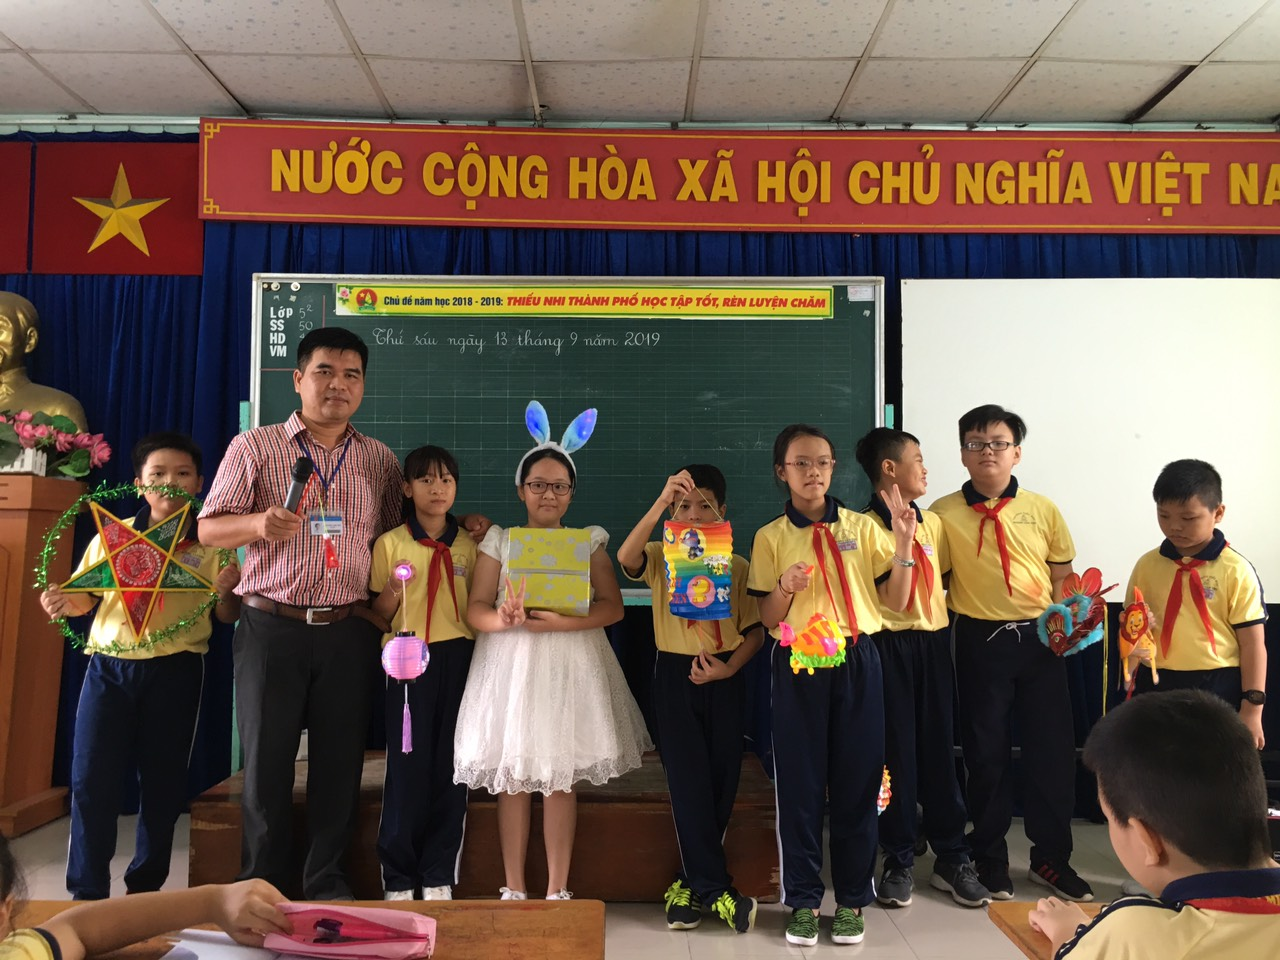 NƯỚC CỘNG HÒA XÃ HỘI CHỦ NGHĨA VIỆT NA
Chủ đề năm học 2018 - 2019: THIẾU NHI THÀNH PHỐ HỌC TẬP TỐT, RÈN LUYỆN CHĂM
Lớp 5²
SS 50
HD
VM
Thứ sáu ngày 13 tháng 9 năm 2019